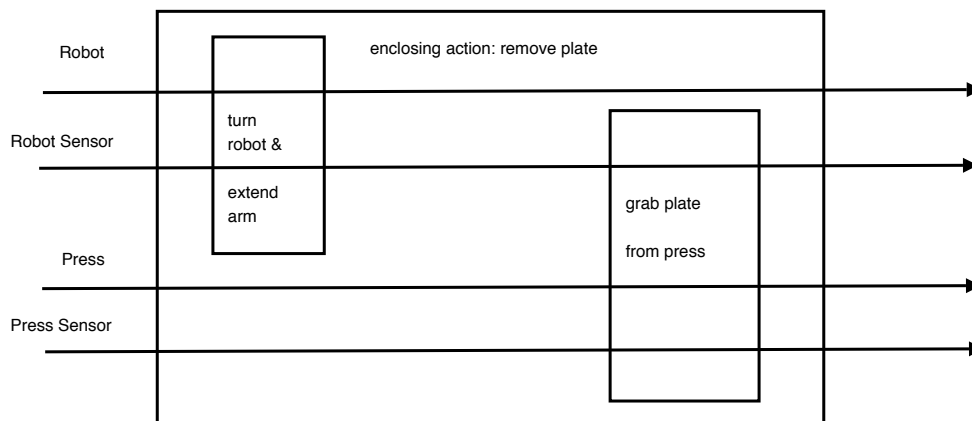 Robot
enclosing action: remove plate
turn
robot &
Robot Sensor
extend
arm
grab plate
from press
Press
Press Sensor